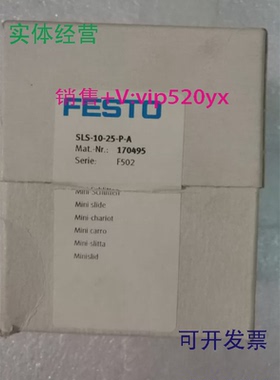 实体经营
销售+V:vip520yx
FESTO
SLS-10-25-P-A
Mat.-Nr.: 170495
Serie: F502
Mini slide
Mini chariot
Mini carro
Mini slitta
Minislid
可开发票